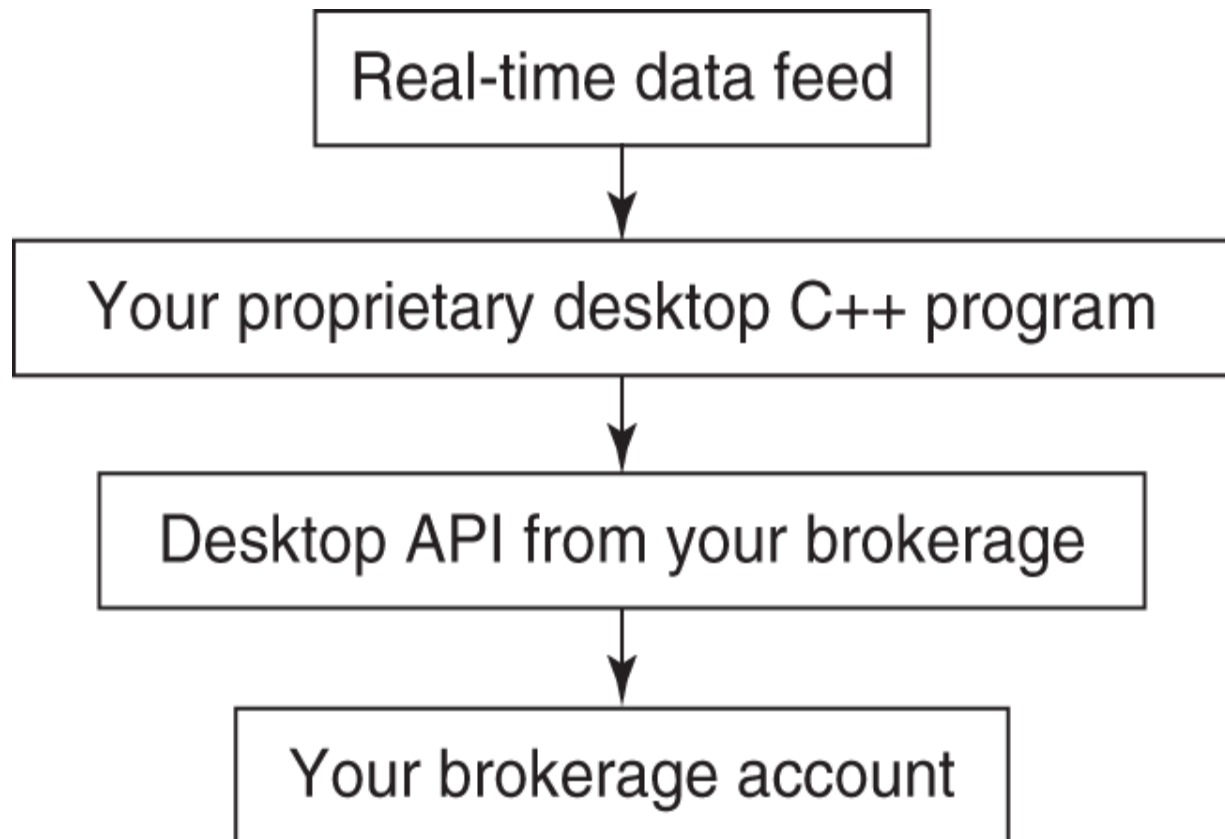 Real-time data feed
Your proprietary desktop C++ program
Desktop API from your brokerage
Your brokerage account